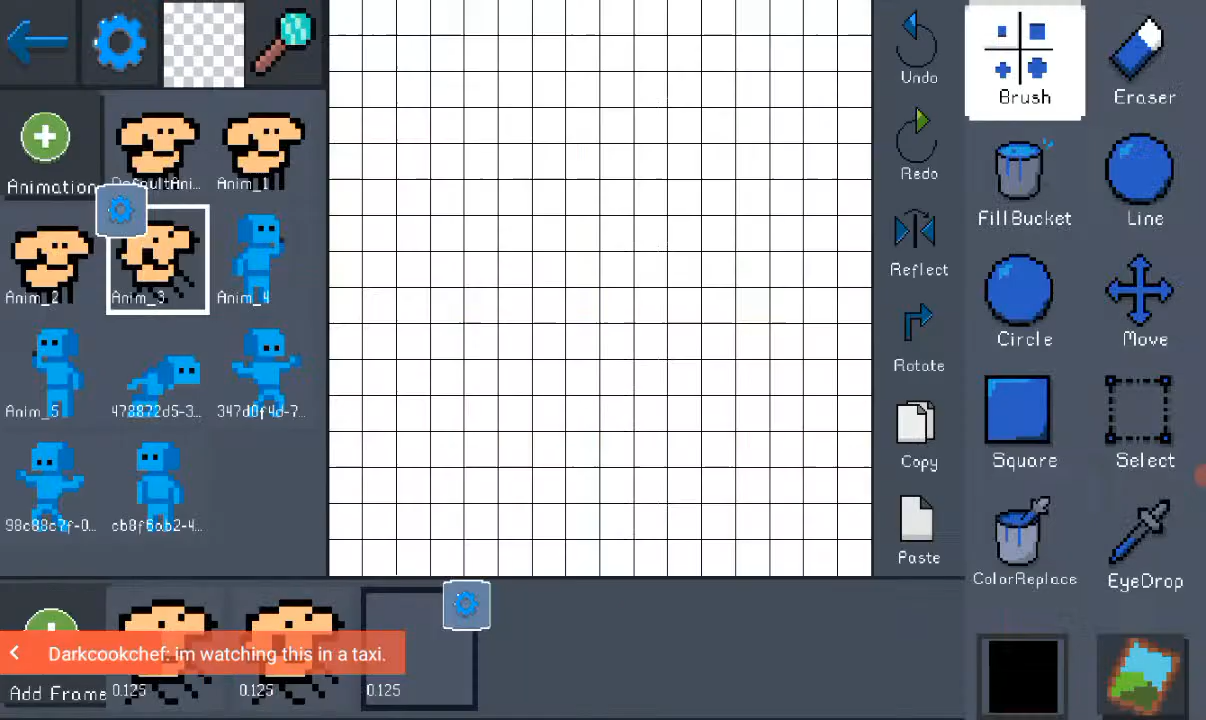 Animation
DefaultAni...
Anim_1
Anim_2
Anim_3
Anim_4
Anim_5
478872d5-3...
347d0f4d-7...
98c88c7f-0...
cb8f6ab2-4...
Undo
Redo
Reflect
Rotate
Copy
Paste
Brush
Eraser
FillBucket
Line
Circle
Move
Square
Select
ColorReplace
EyeDrop
Darkcookchef: im watching this in a taxi.
Add Frame
0.125
0.125
0.125